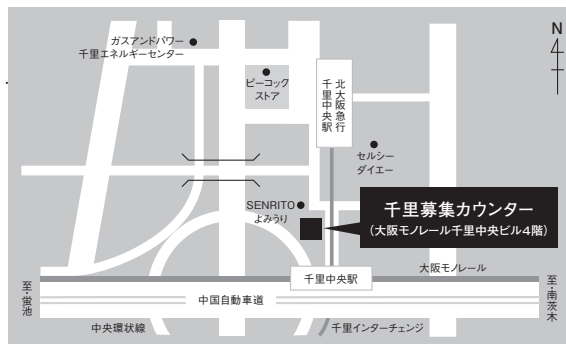 ガスアンドパワー
千里エネルギーセンター
N
ピーコック
ストア
北大阪急行
千里中央駅
セルシー
ダイエー
SENRITO
よみうり
千里募集カウンター
(大阪モノレール千里中央ビル4階)
千里中央駅
大阪モノレール
至・蛍池
至・南茨木
中国自動車道
中央環状線
千里インターチェンジ